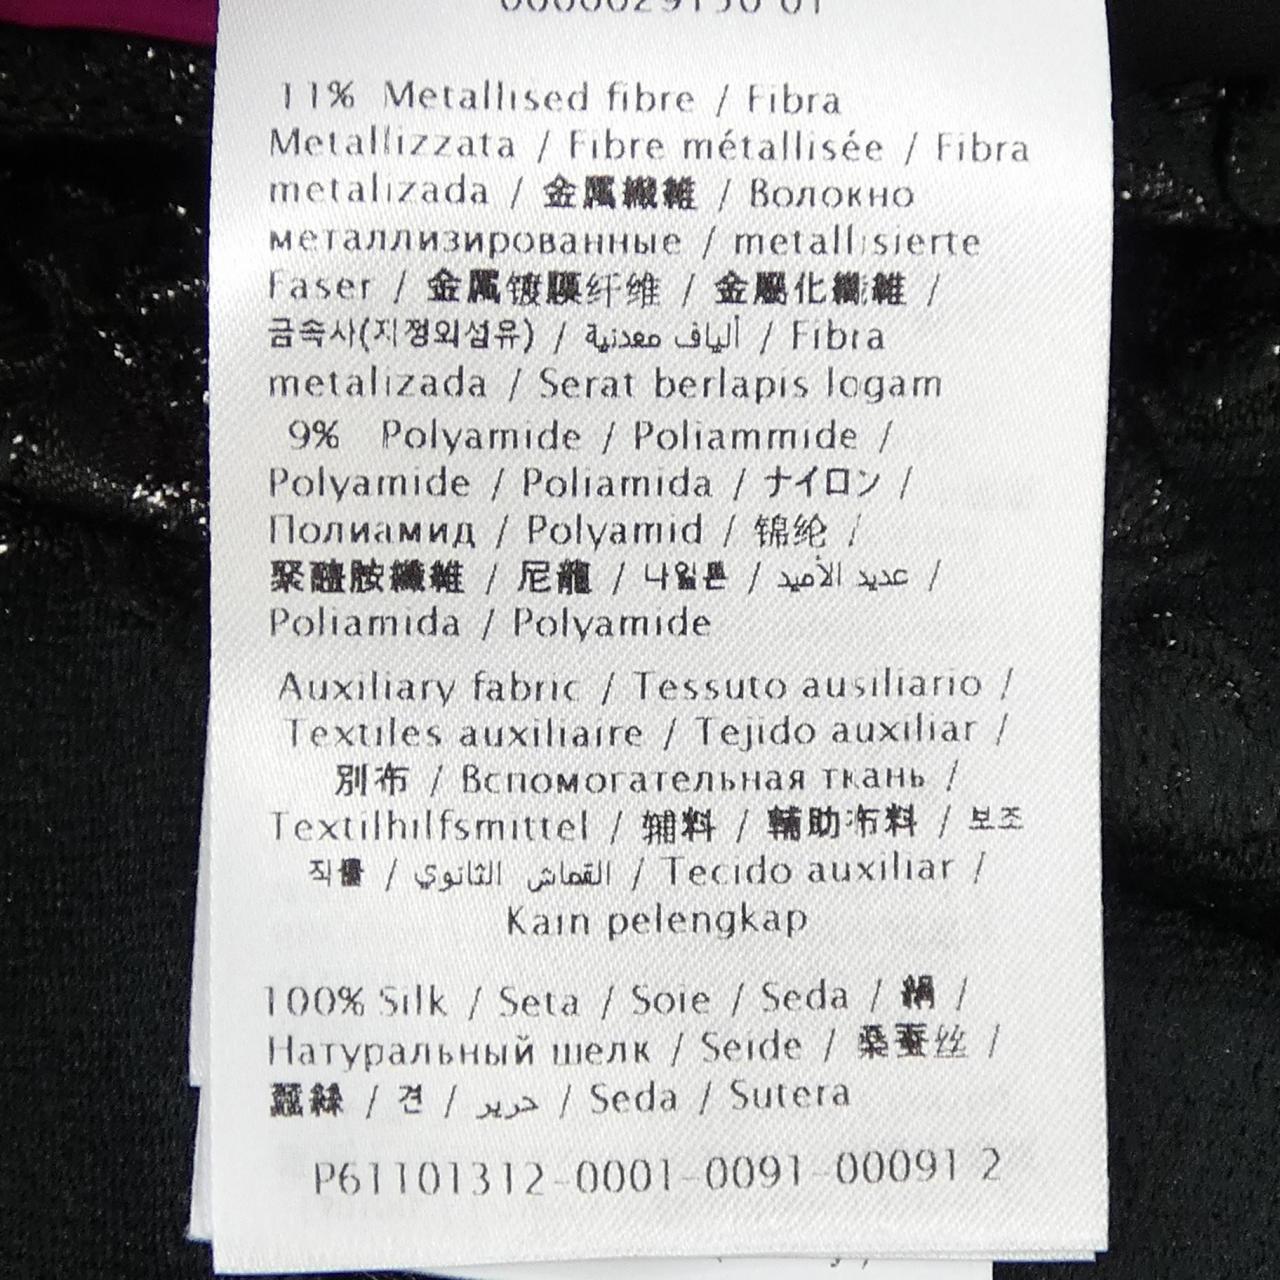 0000029150 01
11% Metallised fibre / Fibra
Metallizzata / Fibre métallisée / Fibra
metalizada / 金属繊維 / Волокно
металлизированные / metallisierte
Faser / 金属镀膜纤维 / 金屬化纖維 /
금속사(지정외섬유) / ألياف معدنية / Fibra
metalizada / Serat berlapis logam
9% Polyamide / Poliammide /
Polyamide / Poliamida / ナイロン /
Полиамид / Polyamid / 锦纶 /
聚醯胺纖維 / 尼龍 / 나일론 / عديد الأميد /
Poliamida / Polyamide
Auxiliary fabric / Tessuto ausiliario /
Textiles auxiliaire / Tejido auxiliar /
別布 / Вспомогательная ткань /
Textilhilfsmittel / 辅料 / 輔助布料 / 보조
직물 / القماش الثانوي / Tecido auxiliar /
Kain pelengkap
100% Silk / Seta / Soie / Seda / 絹 /
Натуральный шелк / Seide / 桑蚕丝 /
蠶絲 / 견 / حرير / Seda / Sutera
P61101312-0001-0091-00091 2